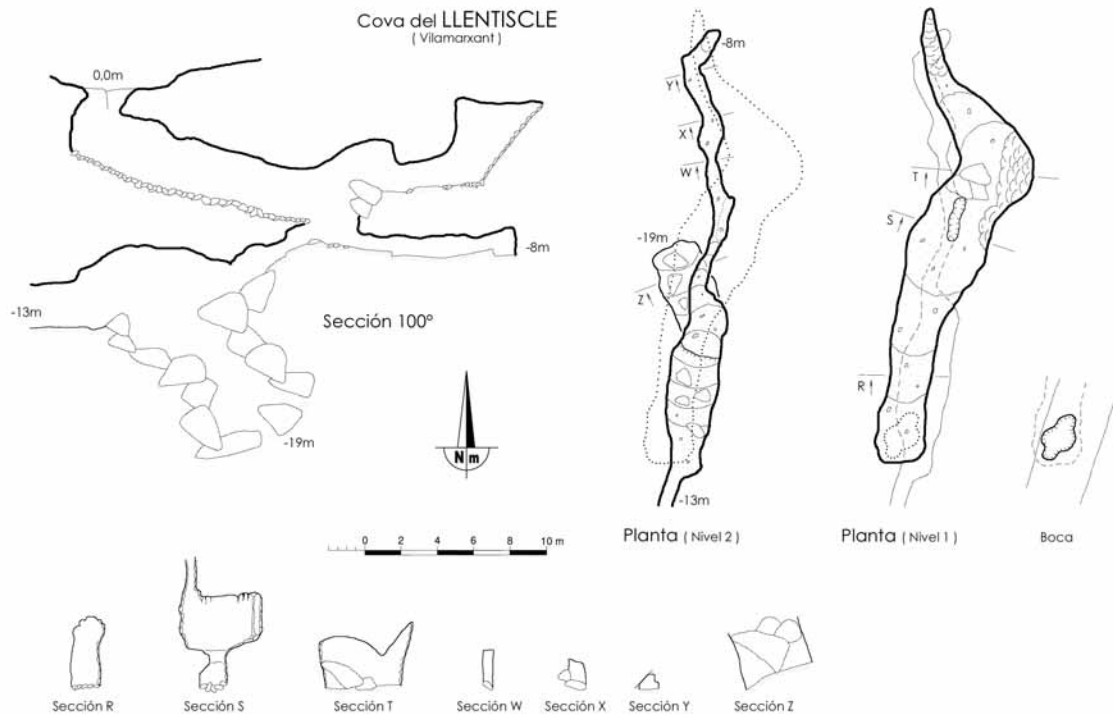 Cova del LLENTISCLE
( Vilamarxant )
0,0m
-8m
-13m
Sección 100º
-19m
N m
0 2 4 6 8 10 m
-8m
Y
X
W
-19m
Z
-13m
Planta ( Nivel 2 )
T
S
R
Planta ( Nivel 1 )
Boca
Sección R
Sección S
Sección T
Sección W
Sección X
Sección Y
Sección Z